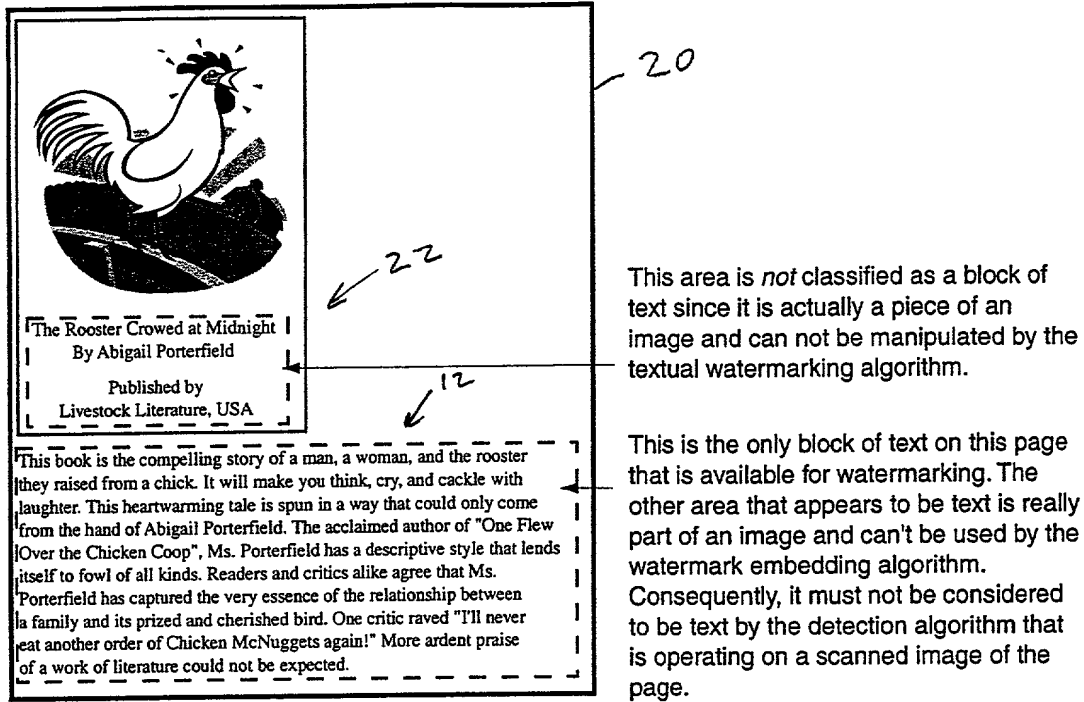 20
22
The Rooster Crowed at Midnight
By Abigail Porterfield
Published by
Livestock Literature, USA
This area is not classified as a block of
text since it is actually a piece of an
image and can not be manipulated by the
textual watermarking algorithm.
12
This book is the compelling story of a man, a woman, and the rooster
they raised from a chick. It will make you think, cry, and cackle with
laughter. This heartwarming tale is spun in a way that could only come
from the hand of Abigail Porterfield. The acclaimed author of "One Flew
Over the Chicken Coop", Ms. Porterfield has a descriptive style that lends
itself to fowl of all kinds. Readers and critics alike agree that Ms.
Porterfield has captured the very essence of the relationship between
a family and its prized and cherished bird. One critic raved "I'll never
eat another order of Chicken McNuggets again!" More ardent praise
of a work of literature could not be expected.
This is the only block of text on this page
that is available for watermarking. The
other area that appears to be text is really
part of an image and can't be used by the
watermark embedding algorithm.
Consequently, it must not be considered
to be text by the detection algorithm that
is operating on a scanned image of the
page.